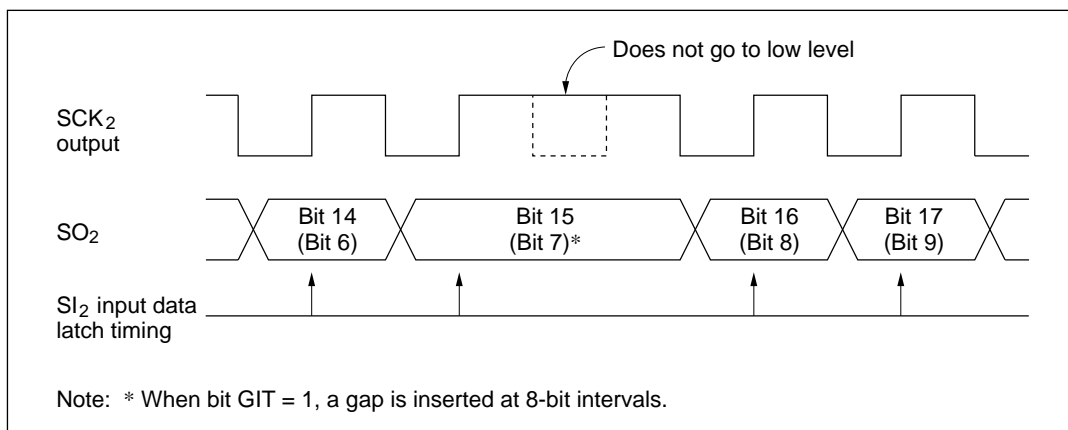 Does not go to low level
SCK2
output
SO2
Bit 14
(Bit 6)
Bit 15
(Bit 7)*
Bit 16
(Bit 8)
Bit 17
(Bit 9)
SI2 input data
latch timing
Note: * When bit GIT = 1, a gap is inserted at 8-bit intervals.